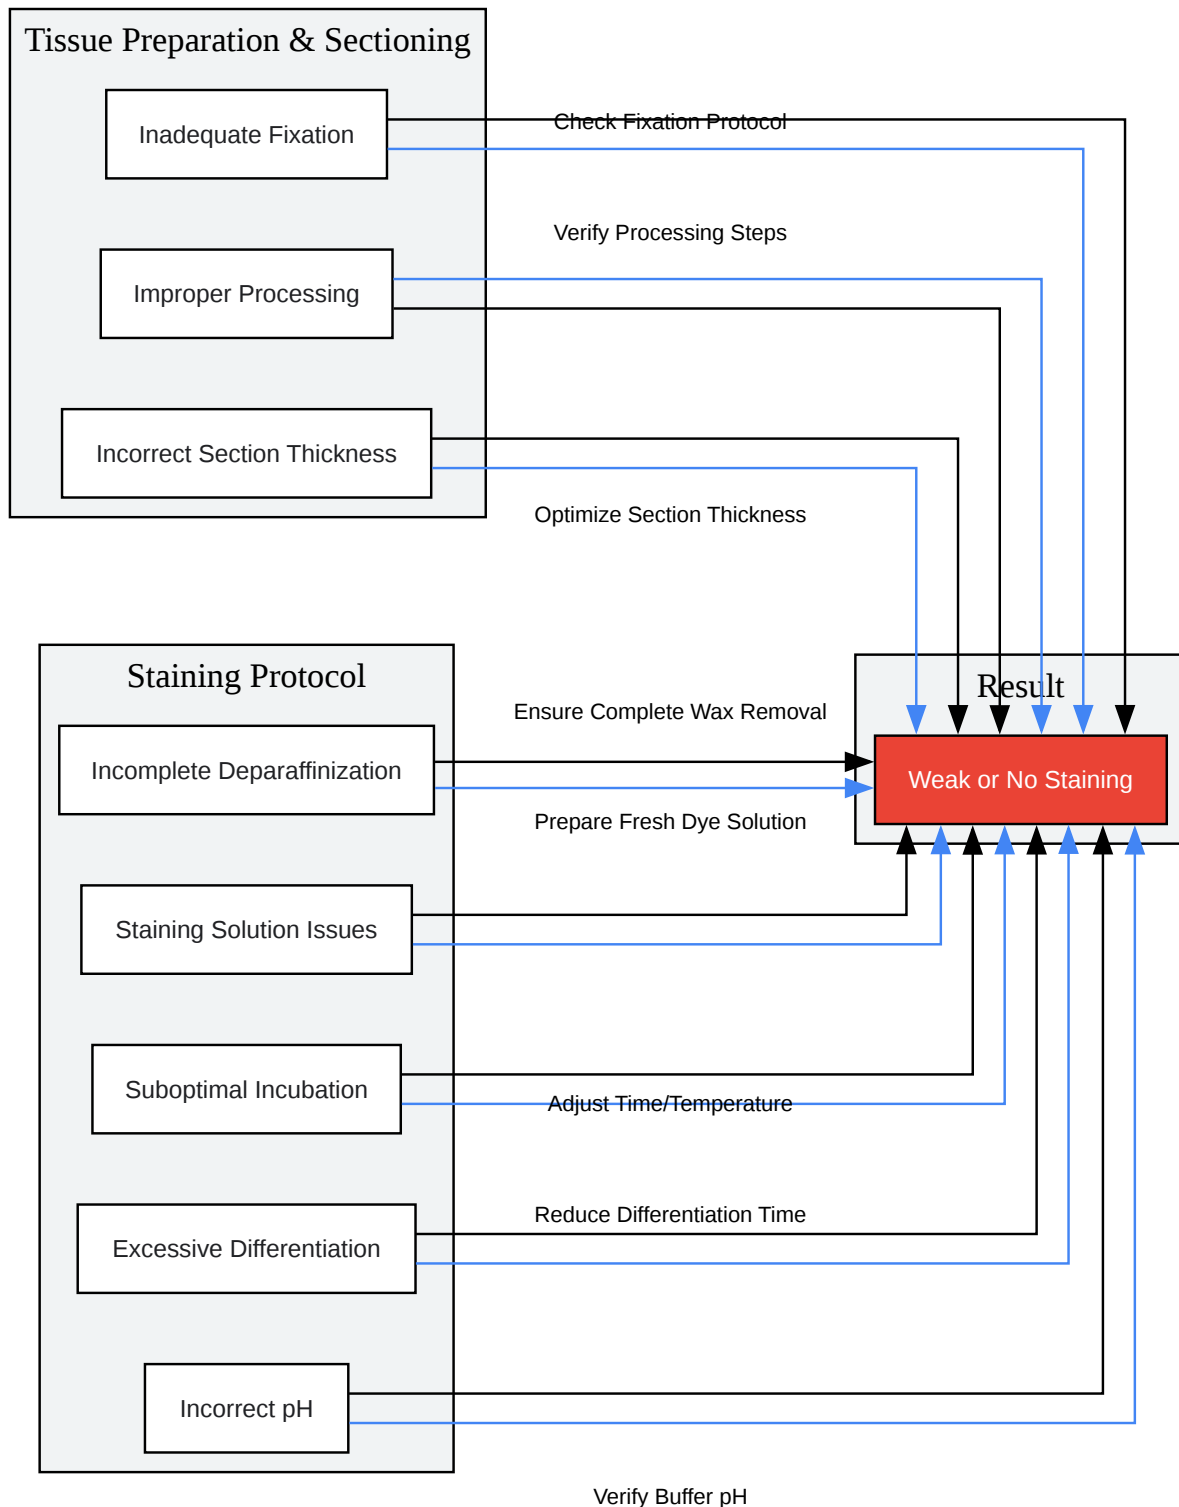 Tissue Preparation & Sectioning
Inadequate Fixation
Check Fixation Protocol
Verify Processing Steps
Improper Processing
Incorrect Section Thickness
Optimize Section Thickness
Staining Protocol
Result
Ensure Complete Wax Removal
Incomplete Deparaffinization
Weak or No Staining
Prepare Fresh Dye Solution
Staining Solution Issues
Suboptimal Incubation
Adjust Time/Temperature
Reduce Differentiation Time
Excessive Differentiation
Incorrect pH
Verify Buffer pH